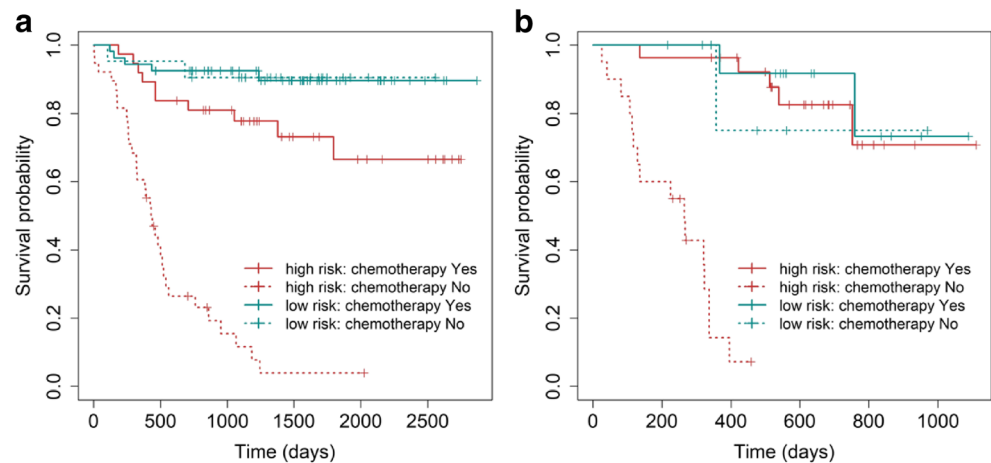 a
Survival probability
1.0
0.8
0.6
0.4
0.2
0.0
high risk: chemotherapy Yes
high risk: chemotherapy No
low risk: chemotherapy Yes
low risk: chemotherapy No
0 500 1000 1500 2000 2500
Time (days)
b
Survival probability
1.0
0.8
0.6
0.4
0.2
0.0
high risk: chemotherapy Yes
high risk: chemotherapy No
low risk: chemotherapy Yes
low risk: chemotherapy No
0 200 400 600 800 1000
Time (days)